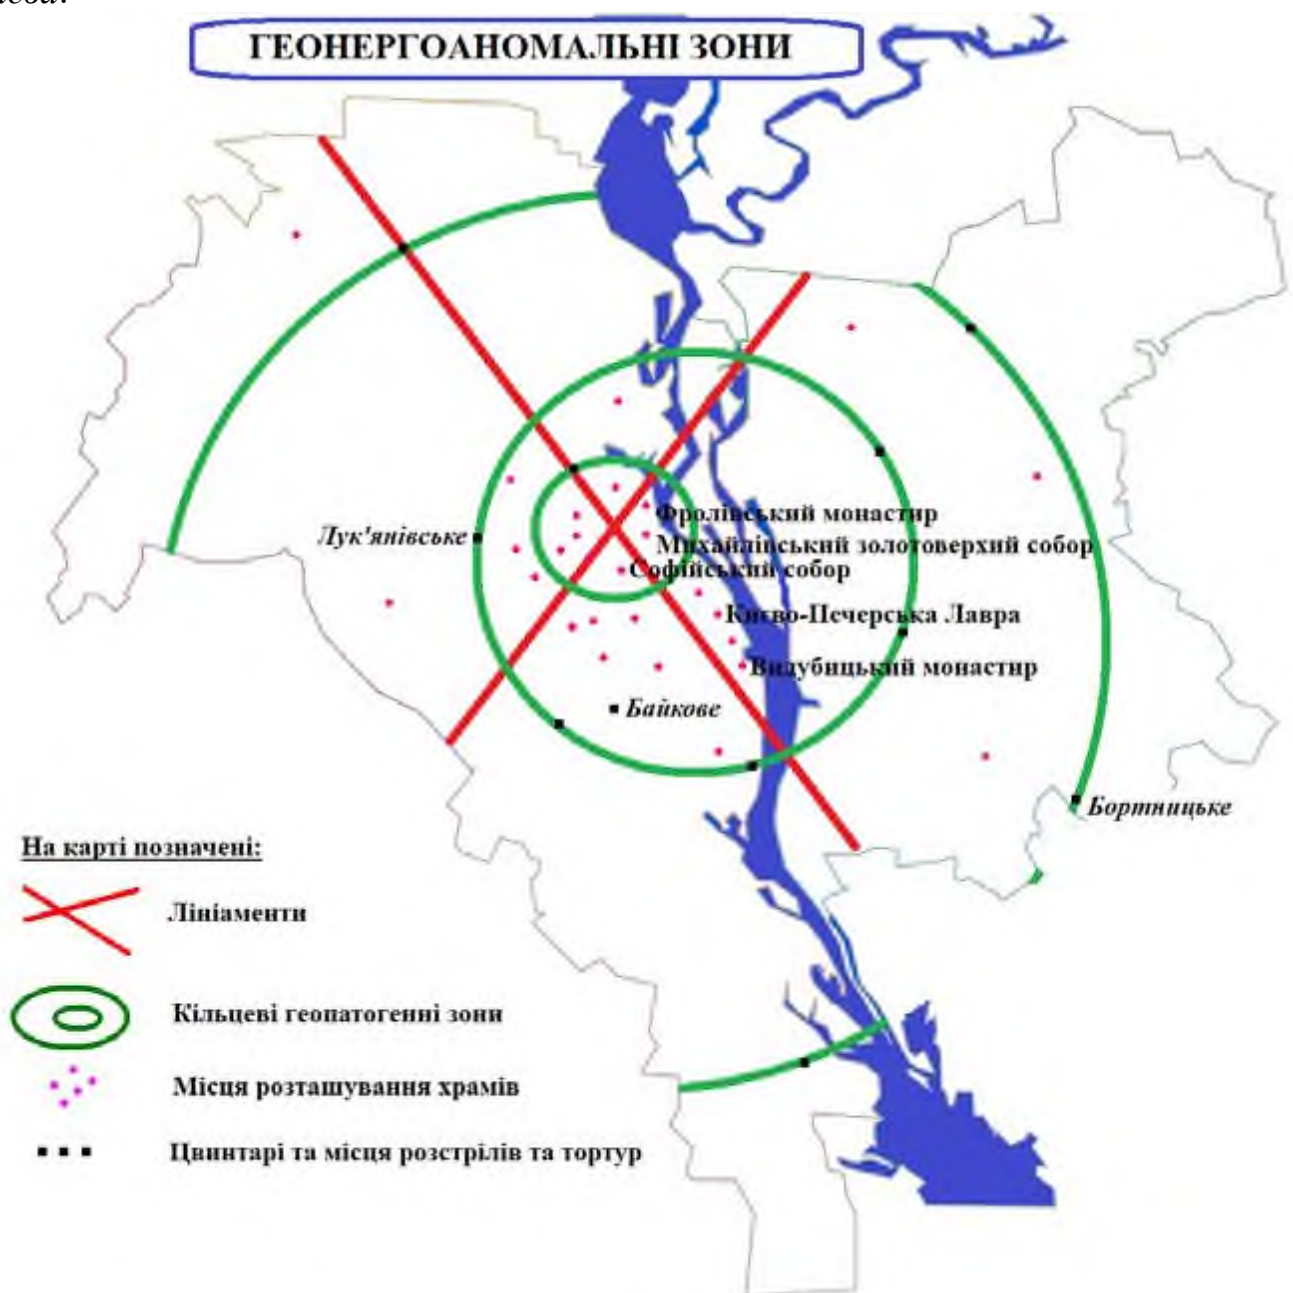 ГЕОНЕРГОАНОМАЛЬНІ ЗОНИ
Фролівський монастир
Лук'янівське
Михайлівський золотоверхий собор
Софійський собор
Києво-Печерська Лавра
Видубицький монастир
Байкове
Бортницьке
На карті позначені:
Лініаменти
Кільцеві геопатогенні зони
Місця розташування храмів
Цвинтарі та місця розстрілів та тортур